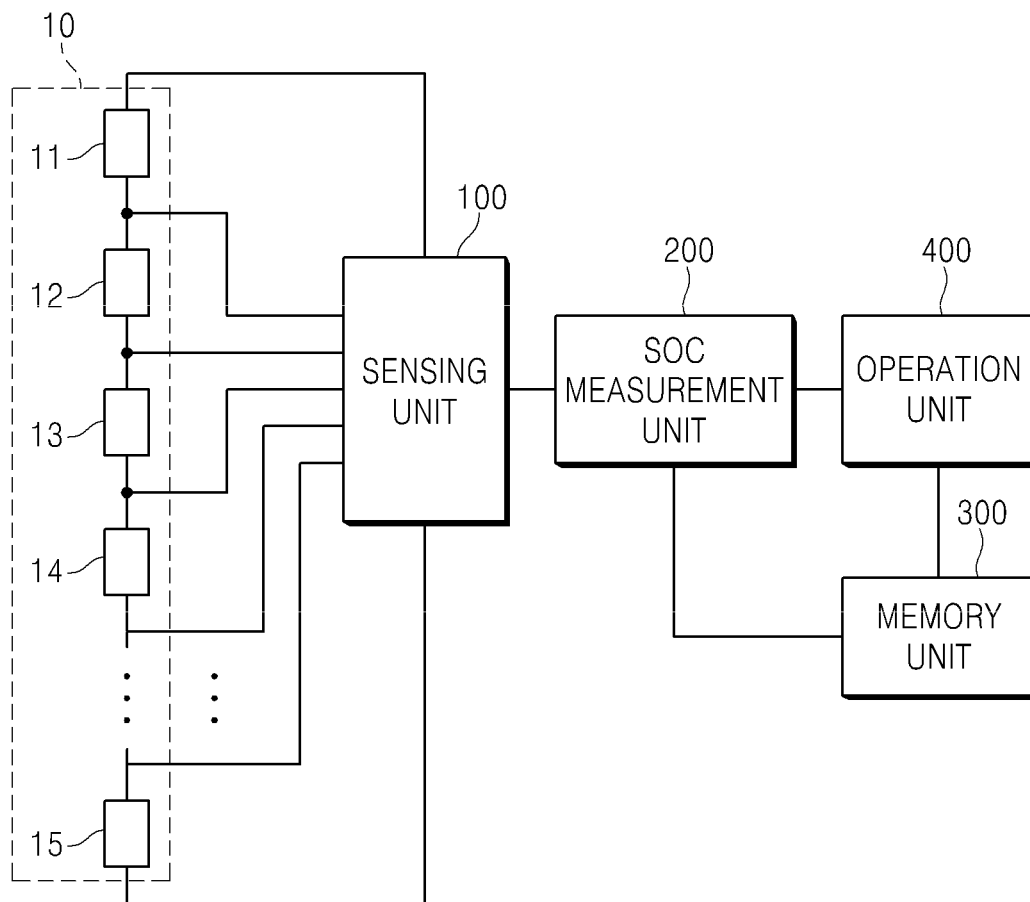 10
11
12
13
14
15
100
SENSING
UNIT
200
SOC
MEASUREMENT
UNIT
400
OPERATION
UNIT
300
MEMORY
UNIT